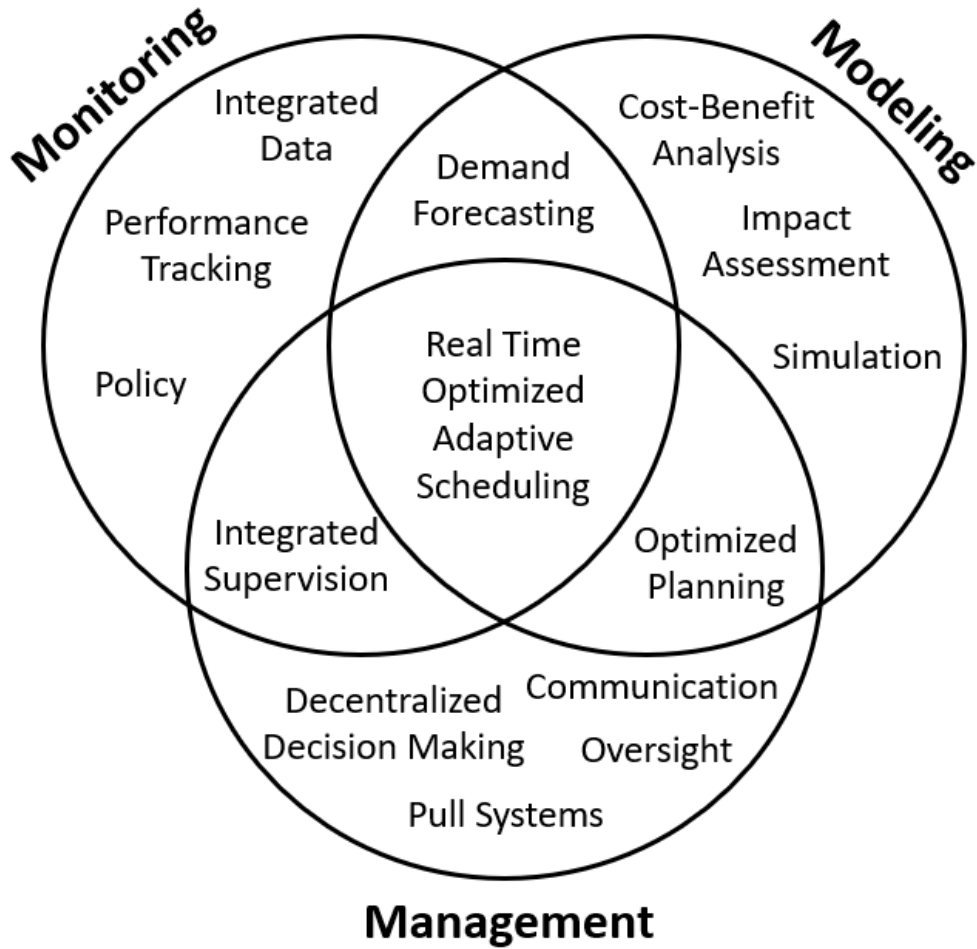 Monitoring
Modeling
Integrated
Data
Cost-Benefit
Analysis
Demand
Forecasting
Performance
Tracking
Impact
Assessment
Policy
Real Time
Optimized
Adaptive
Scheduling
Simulation
Integrated
Supervision
Optimized
Planning
Decentralized
Decision Making
Communication
Oversight
Pull Systems
Management